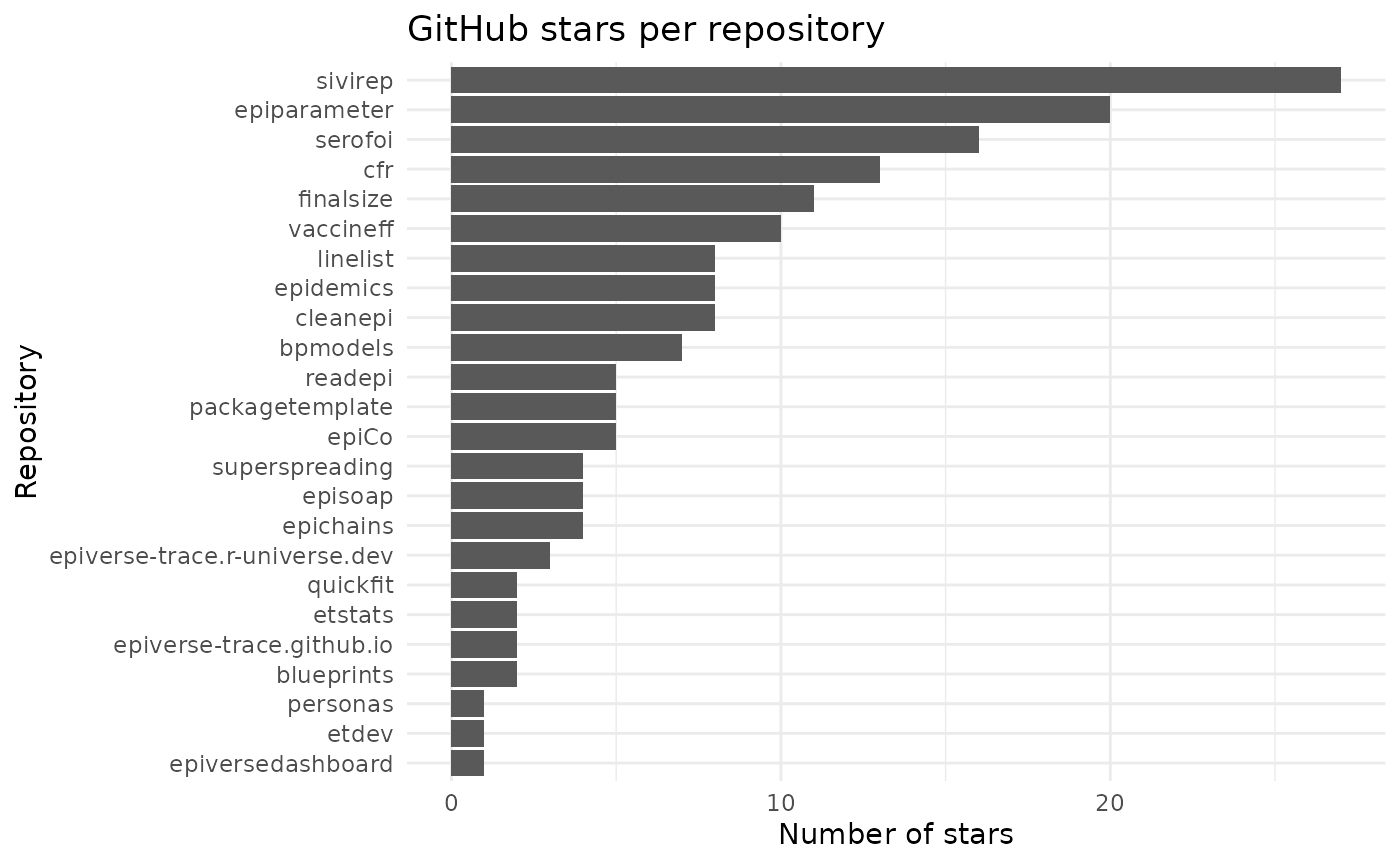 GitHub stars per repository
Repository
sivirep
epiparameter
serofoi
cfr
finalsize
vaccineff
linelist
epidemics
cleanepi
bpmodels
readepi
packagetemplate
epiCo
superspreading
episoap
epichains
epiverse-trace.r-universe.dev
quickfit
etstats
epiverse-trace.github.io
blueprints
personas
etdev
epiversedashboard
0 10 20
Number of stars